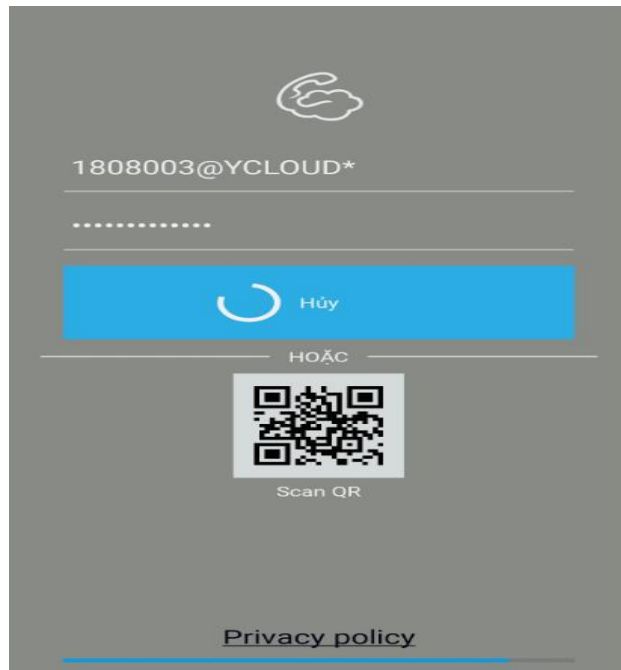 1808003@YCLOUD*
•••••••••••••
Hủy
HOẶC
Scan QR
Privacy policy